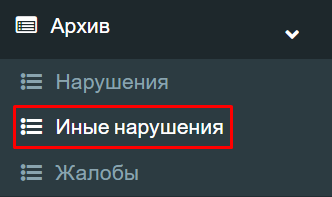 Архив
Нарушения
Иные нарушения
Жалобы